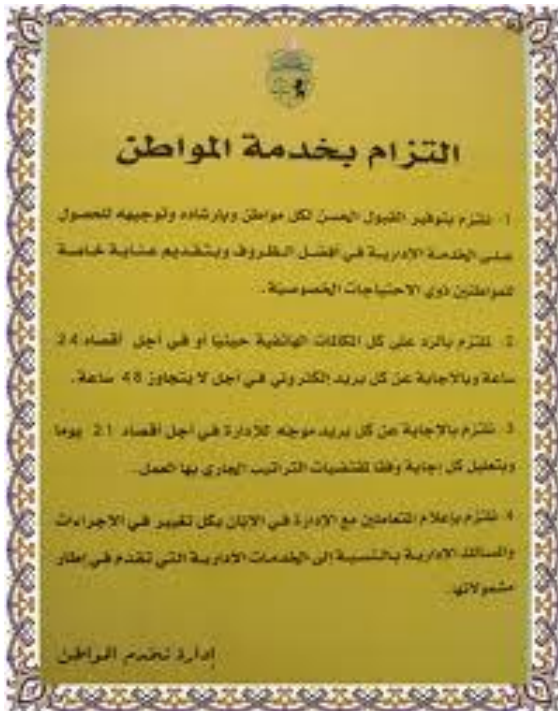 التزام بخدمة المواطن
1- نلتزم بتوفير القبول الحسن لكل مواطن وبإرشاده وتوجيهه للحصول
على الخدمة الإدارية في أفضل الظروف وبتقديم عناية خاصة
للمواطنين ذوي الاحتياجات الخصوصية.
2- نلتزم بالرد على كل المكالمات الهاتفية حينيا أو في أجل أقصاه 24
ساعة وبالاجابة عن كل بريد إلكتروني في أجل لا يتجاوز 48 ساعة.
3- نلتزم بالاجابة عن كل بريد موجه للإدارة في أجل أقصاه 21 يوما
وبتعليل كل إجابة وفقا لمقتضيات التراتيب الجاري بها العمل.
4- نلتزم بإعلام المتعاملين مع الإدارة في الإبان بكل تغيير في الاجراءات
والمسالك الإدارية بالنسبة إلى الخدمات الإدارية التي تقدم في إطار
مشمولاتها.
إدارة تخدم المواطن